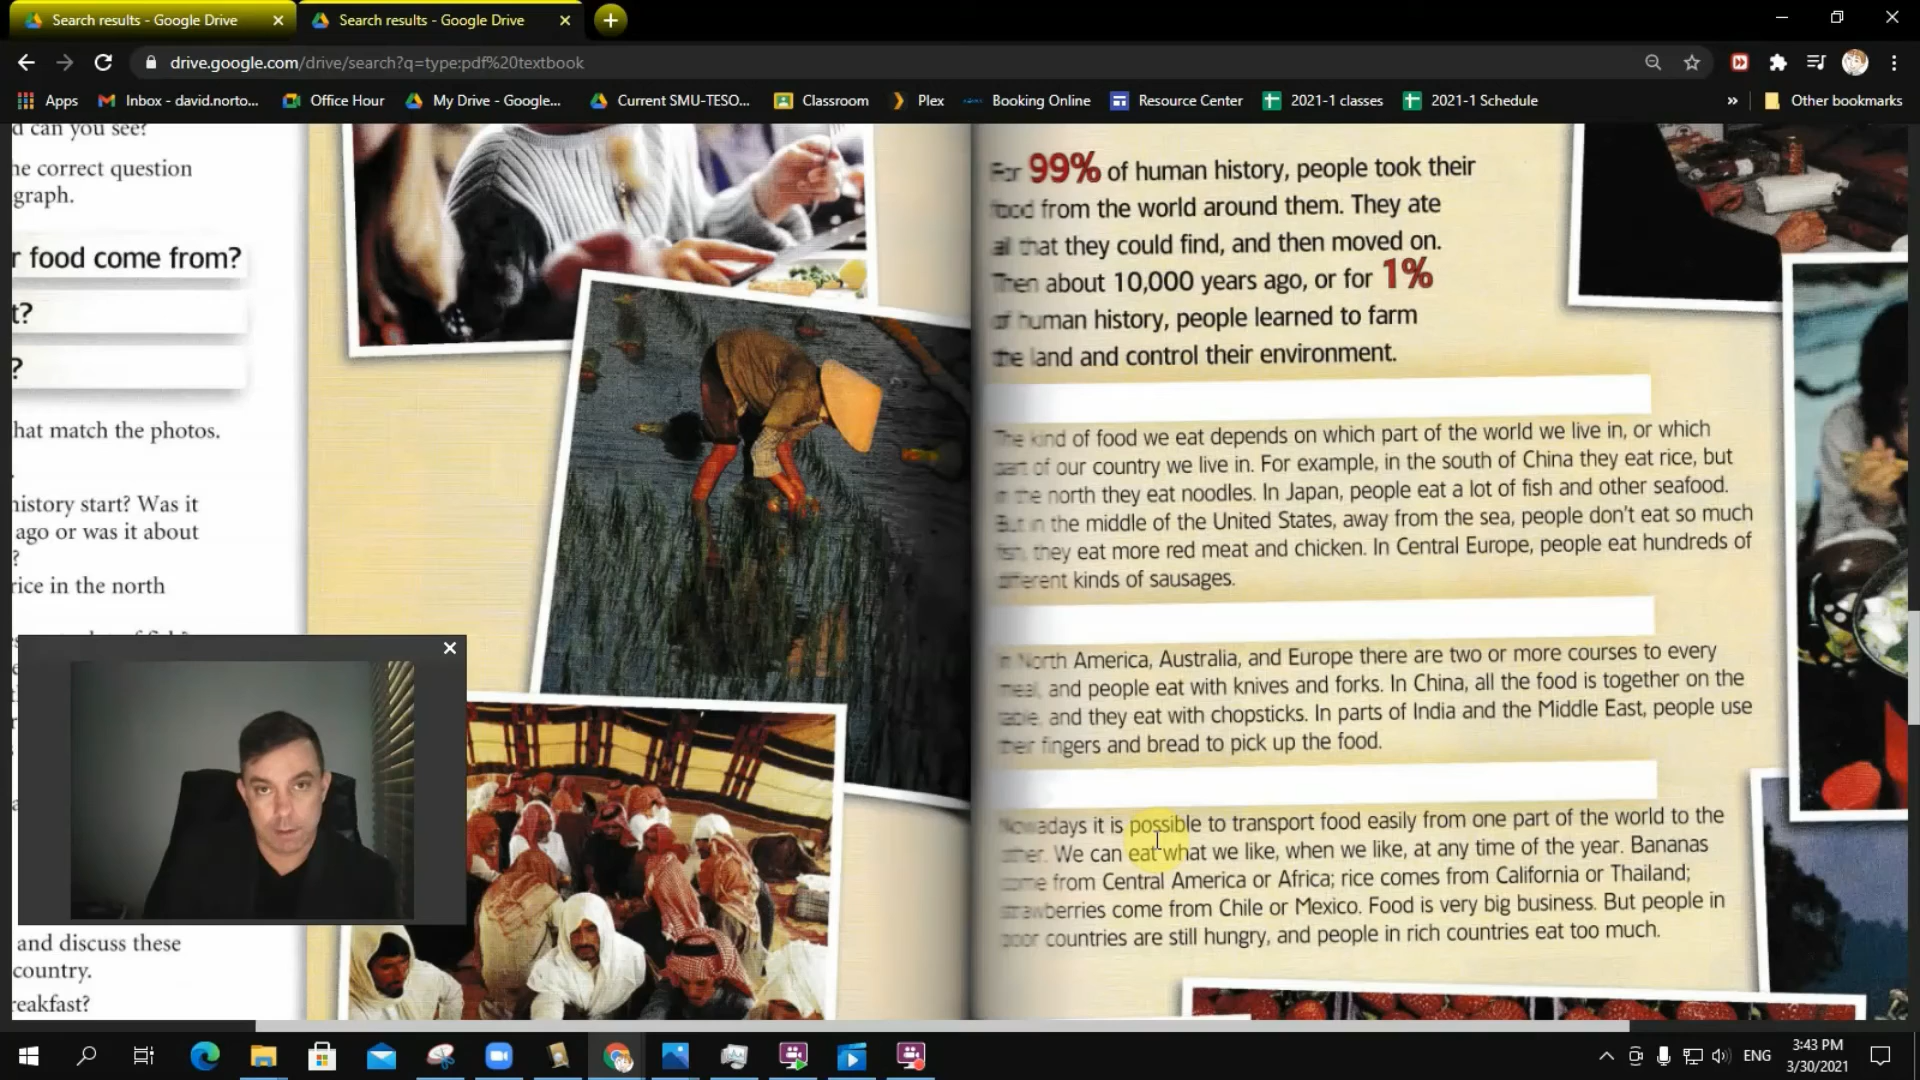 Search results - Google Drive
Search results - Google Drive
drive.google.com/drive/search?q=type:pdf%20textbook
Apps
Inbox - david.norto...
Office Hour
My Drive - Google...
Current SMU-TESO...
Classroom
Plex
Booking Online
Resource Center
2021-1 classes
2021-1 Schedule
»
Other bookmarks
d can you see?
he correct question
graph.
r food come from?
t?
?
hat match the photos.
history start? Was it
ago or was it about
?
rice in the north
and discuss these
country.
reakfast?
For 99% of human history, people took their
food from the world around them. They ate
all that they could find, and then moved on.
Then about 10,000 years ago, or for 1%
of human history, people learned to farm
the land and control their environment.
The kind of food we eat depends on which part of the world we live in, or which
part of our country we live in. For example, in the south of China they eat rice, but
in the north they eat noodles. In Japan, people eat a lot of fish and other seafood.
But in the middle of the United States, away from the sea, people don't eat so much
fish, they eat more red meat and chicken. In Central Europe, people eat hundreds of
different kinds of sausages.
In North America, Australia, and Europe there are two or more courses to every
meal, and people eat with knives and forks. In China, all the food is together on the
table, and they eat with chopsticks. In parts of India and the Middle East, people use
their fingers and bread to pick up the food.
Nowadays it is possible to transport food easily from one part of the world to the
other. We can eat what we like, when we like, at any time of the year. Bananas
come from Central America or Africa; rice comes from California or Thailand;
strawberries come from Chile or Mexico. Food is very big business. But people in
poor countries are still hungry, and people in rich countries eat too much.
ENG
3:43 PM
3/30/2021